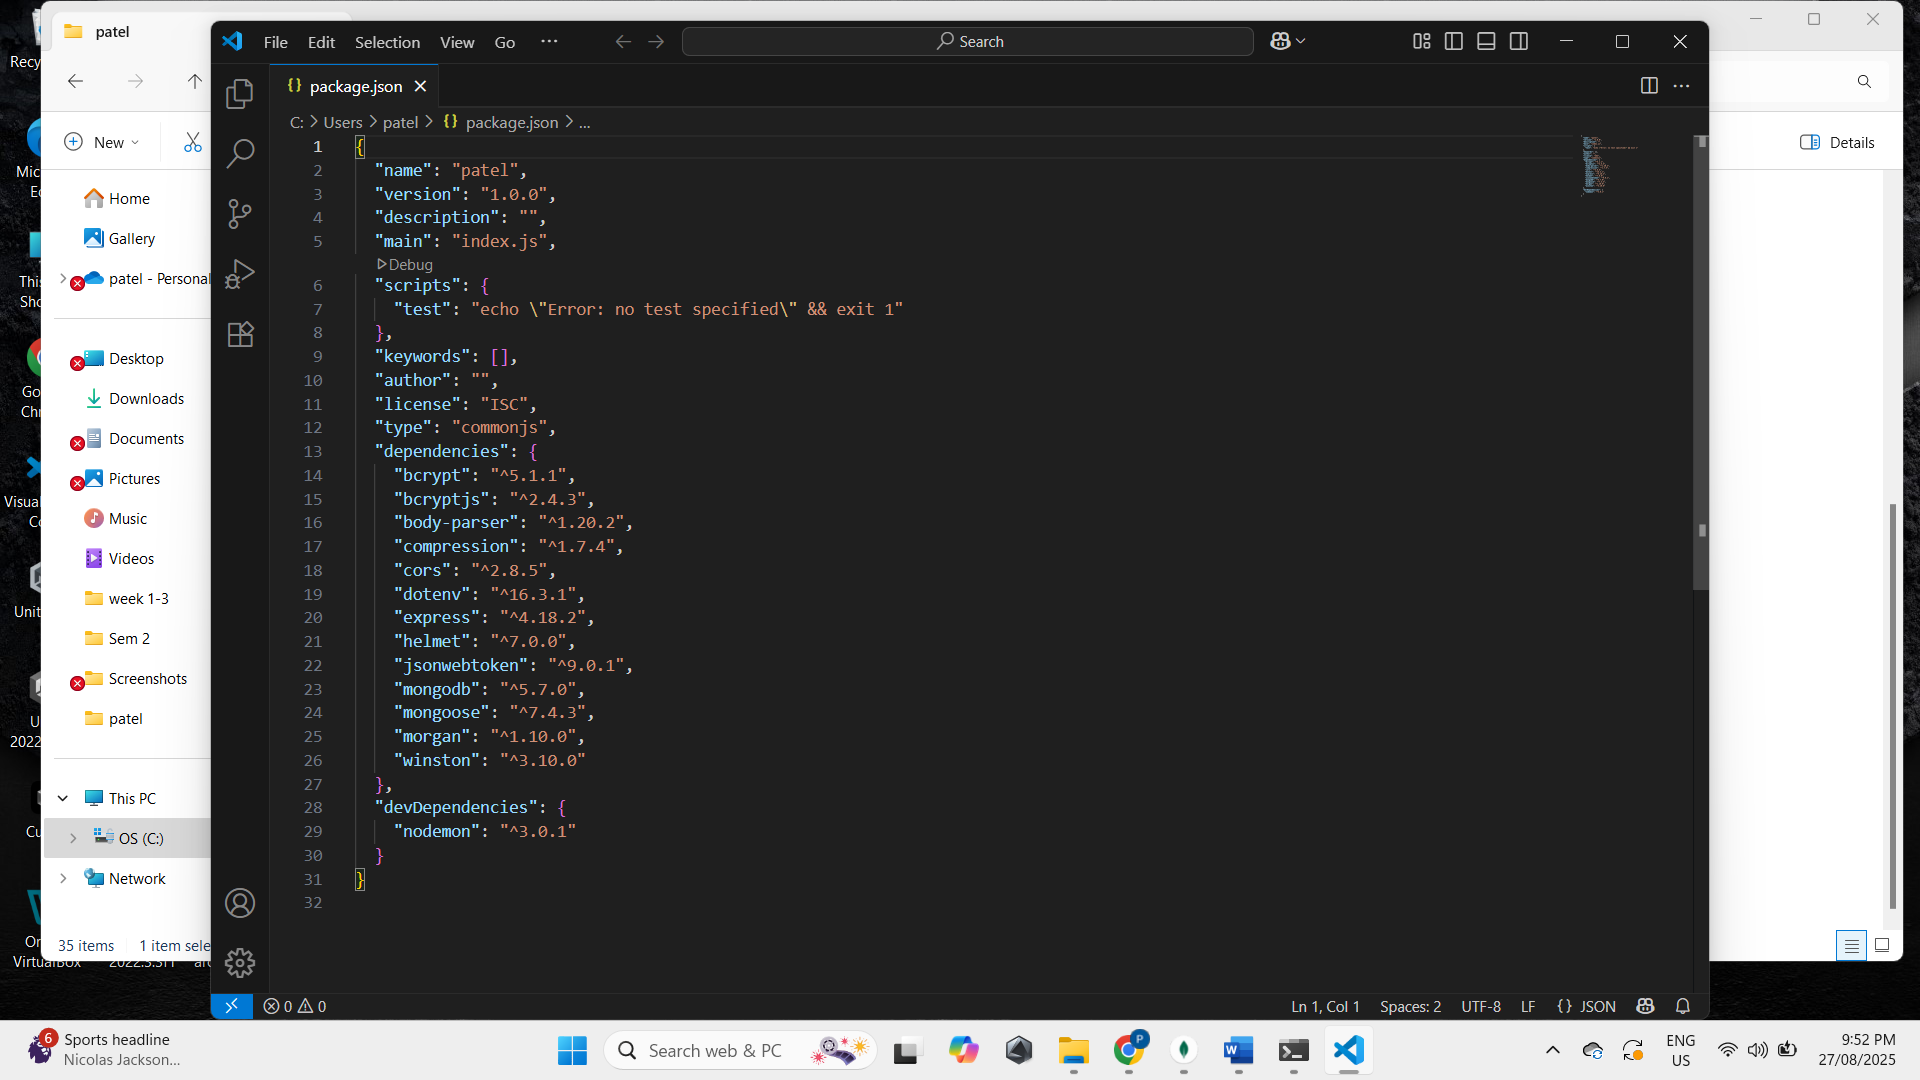 patel
New
Details
Home
Gallery
patel - Personal
Desktop
Downloads
Documents
Pictures
Music
Videos
week 1-3
Sem 2
Screenshots
patel
This PC
OS (C:)
Network
35 items 1 item sele
File Edit Selection View Go ...
Search
package.json
C: > Users > patel > {} package.json > ...
1 {
2 "name": "patel",
3 "version": "1.0.0",
4 "description": "",
5 "main": "index.js",
Debug
6 "scripts": {
7 "test": "echo \"Error: no test specified\" && exit 1"
8 },
9 "keywords": [],
10 "author": "",
11 "license": "ISC",
12 "type": "commonjs",
13 "dependencies": {
14 "bcrypt": "^5.1.1",
15 "bcryptjs": "^2.4.3",
16 "body-parser": "^1.20.2",
17 "compression": "^1.7.4",
18 "cors": "^2.8.5",
19 "dotenv": "^16.3.1",
20 "express": "^4.18.2",
21 "helmet": "^7.0.0",
22 "jsonwebtoken": "^9.0.1",
23 "mongodb": "^5.7.0",
24 "mongoose": "^7.4.3",
25 "morgan": "^1.10.0",
26 "winston": "^3.10.0"
27 },
28 "devDependencies": {
29 "nodemon": "^3.0.1"
30 }
31 }
32
0 0
Ln 1, Col 1 Spaces: 2 UTF-8 LF {} JSON
6
Sports headline
Nicolas Jackson...
Search web & PC
P
ENG
US
9:52 PM
27/08/2025